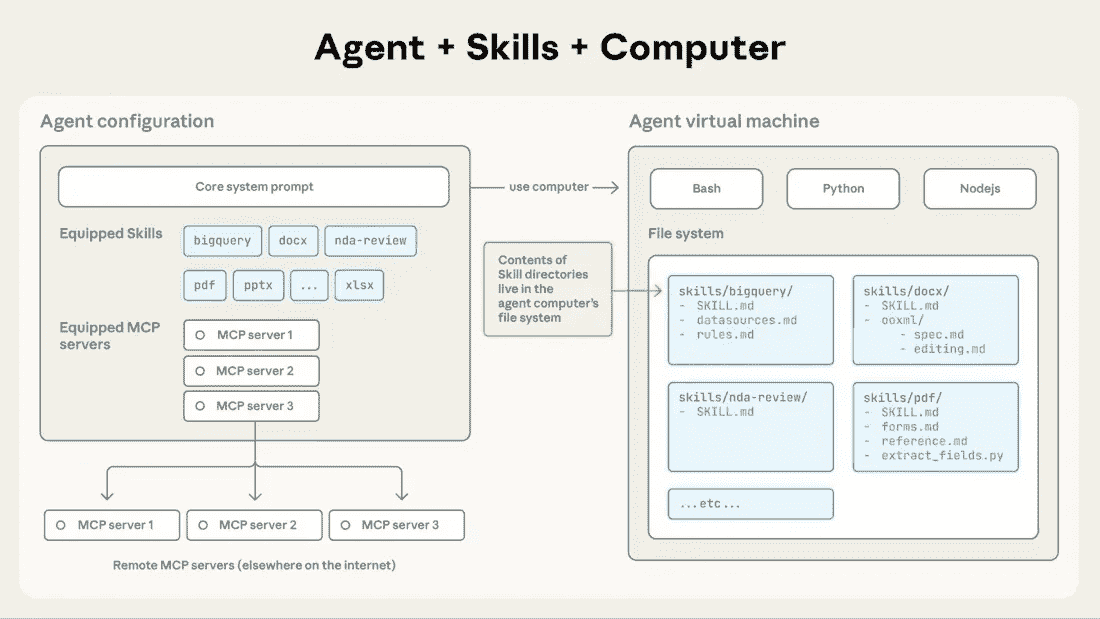 Agent + Skills + Computer
Agent configuration
Core system prompt
Equipped Skills
bigquery
docx
nda-review
pdf
pptx
...
xlsx
Equipped MCP
servers
MCP server 1
MCP server 2
MCP server 3
MCP server 1
MCP server 2
MCP server 3
Remote MCP servers (elsewhere on the internet)
use computer
Contents of
Skill directories
live in the
agent computer's
file system
Agent virtual machine
Bash
Python
Nodejs
File system
skills/bigquery/
- SKILL.md
- datasources.md
- rules.md
skills/docx/
- SKILL.md
- ooxml/
- spec.md
- editing.md
skills/nda-review/
- SKILL.md
skills/pdf/
- SKILL.md
- forms.md
- reference.md
- extract_fields.py
...etc...